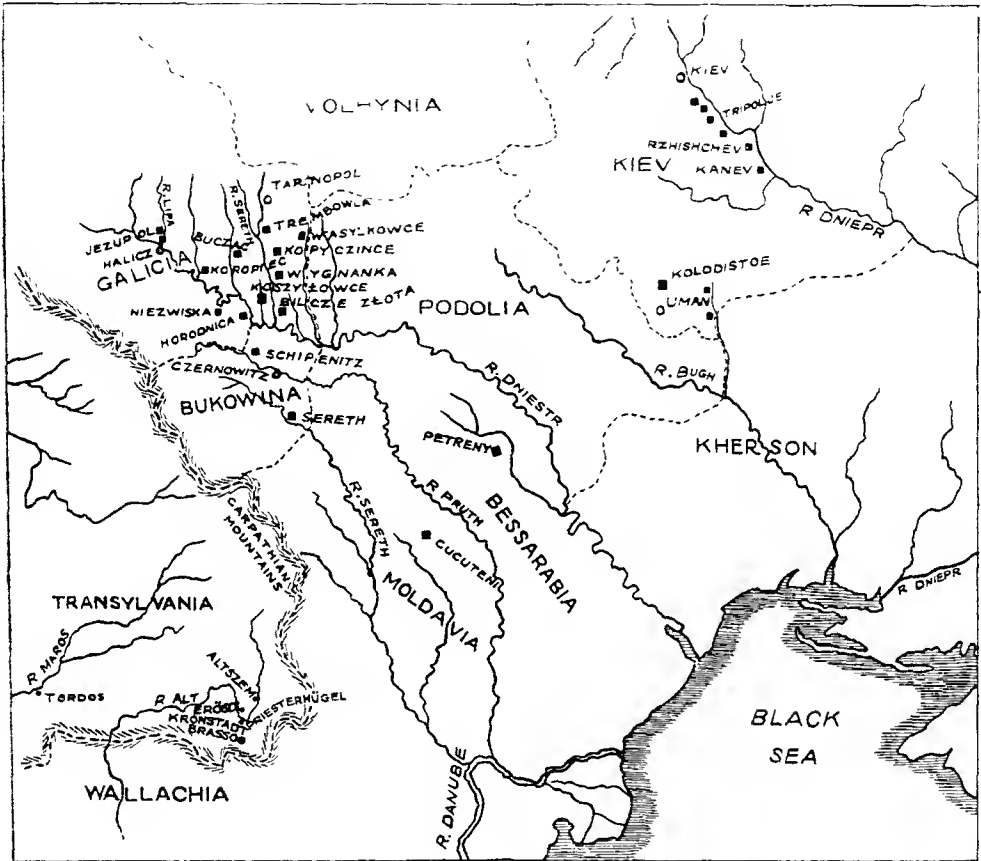 VOLHYNIA
KIEV
TRIPOLJE
RZHISHCHEV
KIEV
KANEV
R. DNIEPR
TARNOPOL
R. LIPA
R. SERETH
TREMBOWLA
WASYLKOWCE
JEZUPOL
BUCZAC
HALICZ
KOPYCZINCE
GALICIA
KOROPIEC
WYGNANKA
KOSZYLOWCE
BILCZE ZŁOTA
NIEZWISKA
HORODNICA
PODOLIA
KOLODISTOE
UMAN
SCHIPENITZ
CZERNOWITZ
R. BUGH
R. DNIESTR
BUKOWINA
SERETH
PETRENY
KHERSON
R. SERETH
R. PRUTH
BESSARABIA
CARPATHIAN
MOUNTAINS
CUCUTENI
MOLDAVIA
TRANSYLVANIA
R. DNIEPR
R. MAROS
TORDOS
ALTSZEM
R. ALT
ERÖSD
PRIESTERHÜGEL
KRONSTADT
BRASSO
BLACK
SEA
WALLACHIA
R. DANUBE